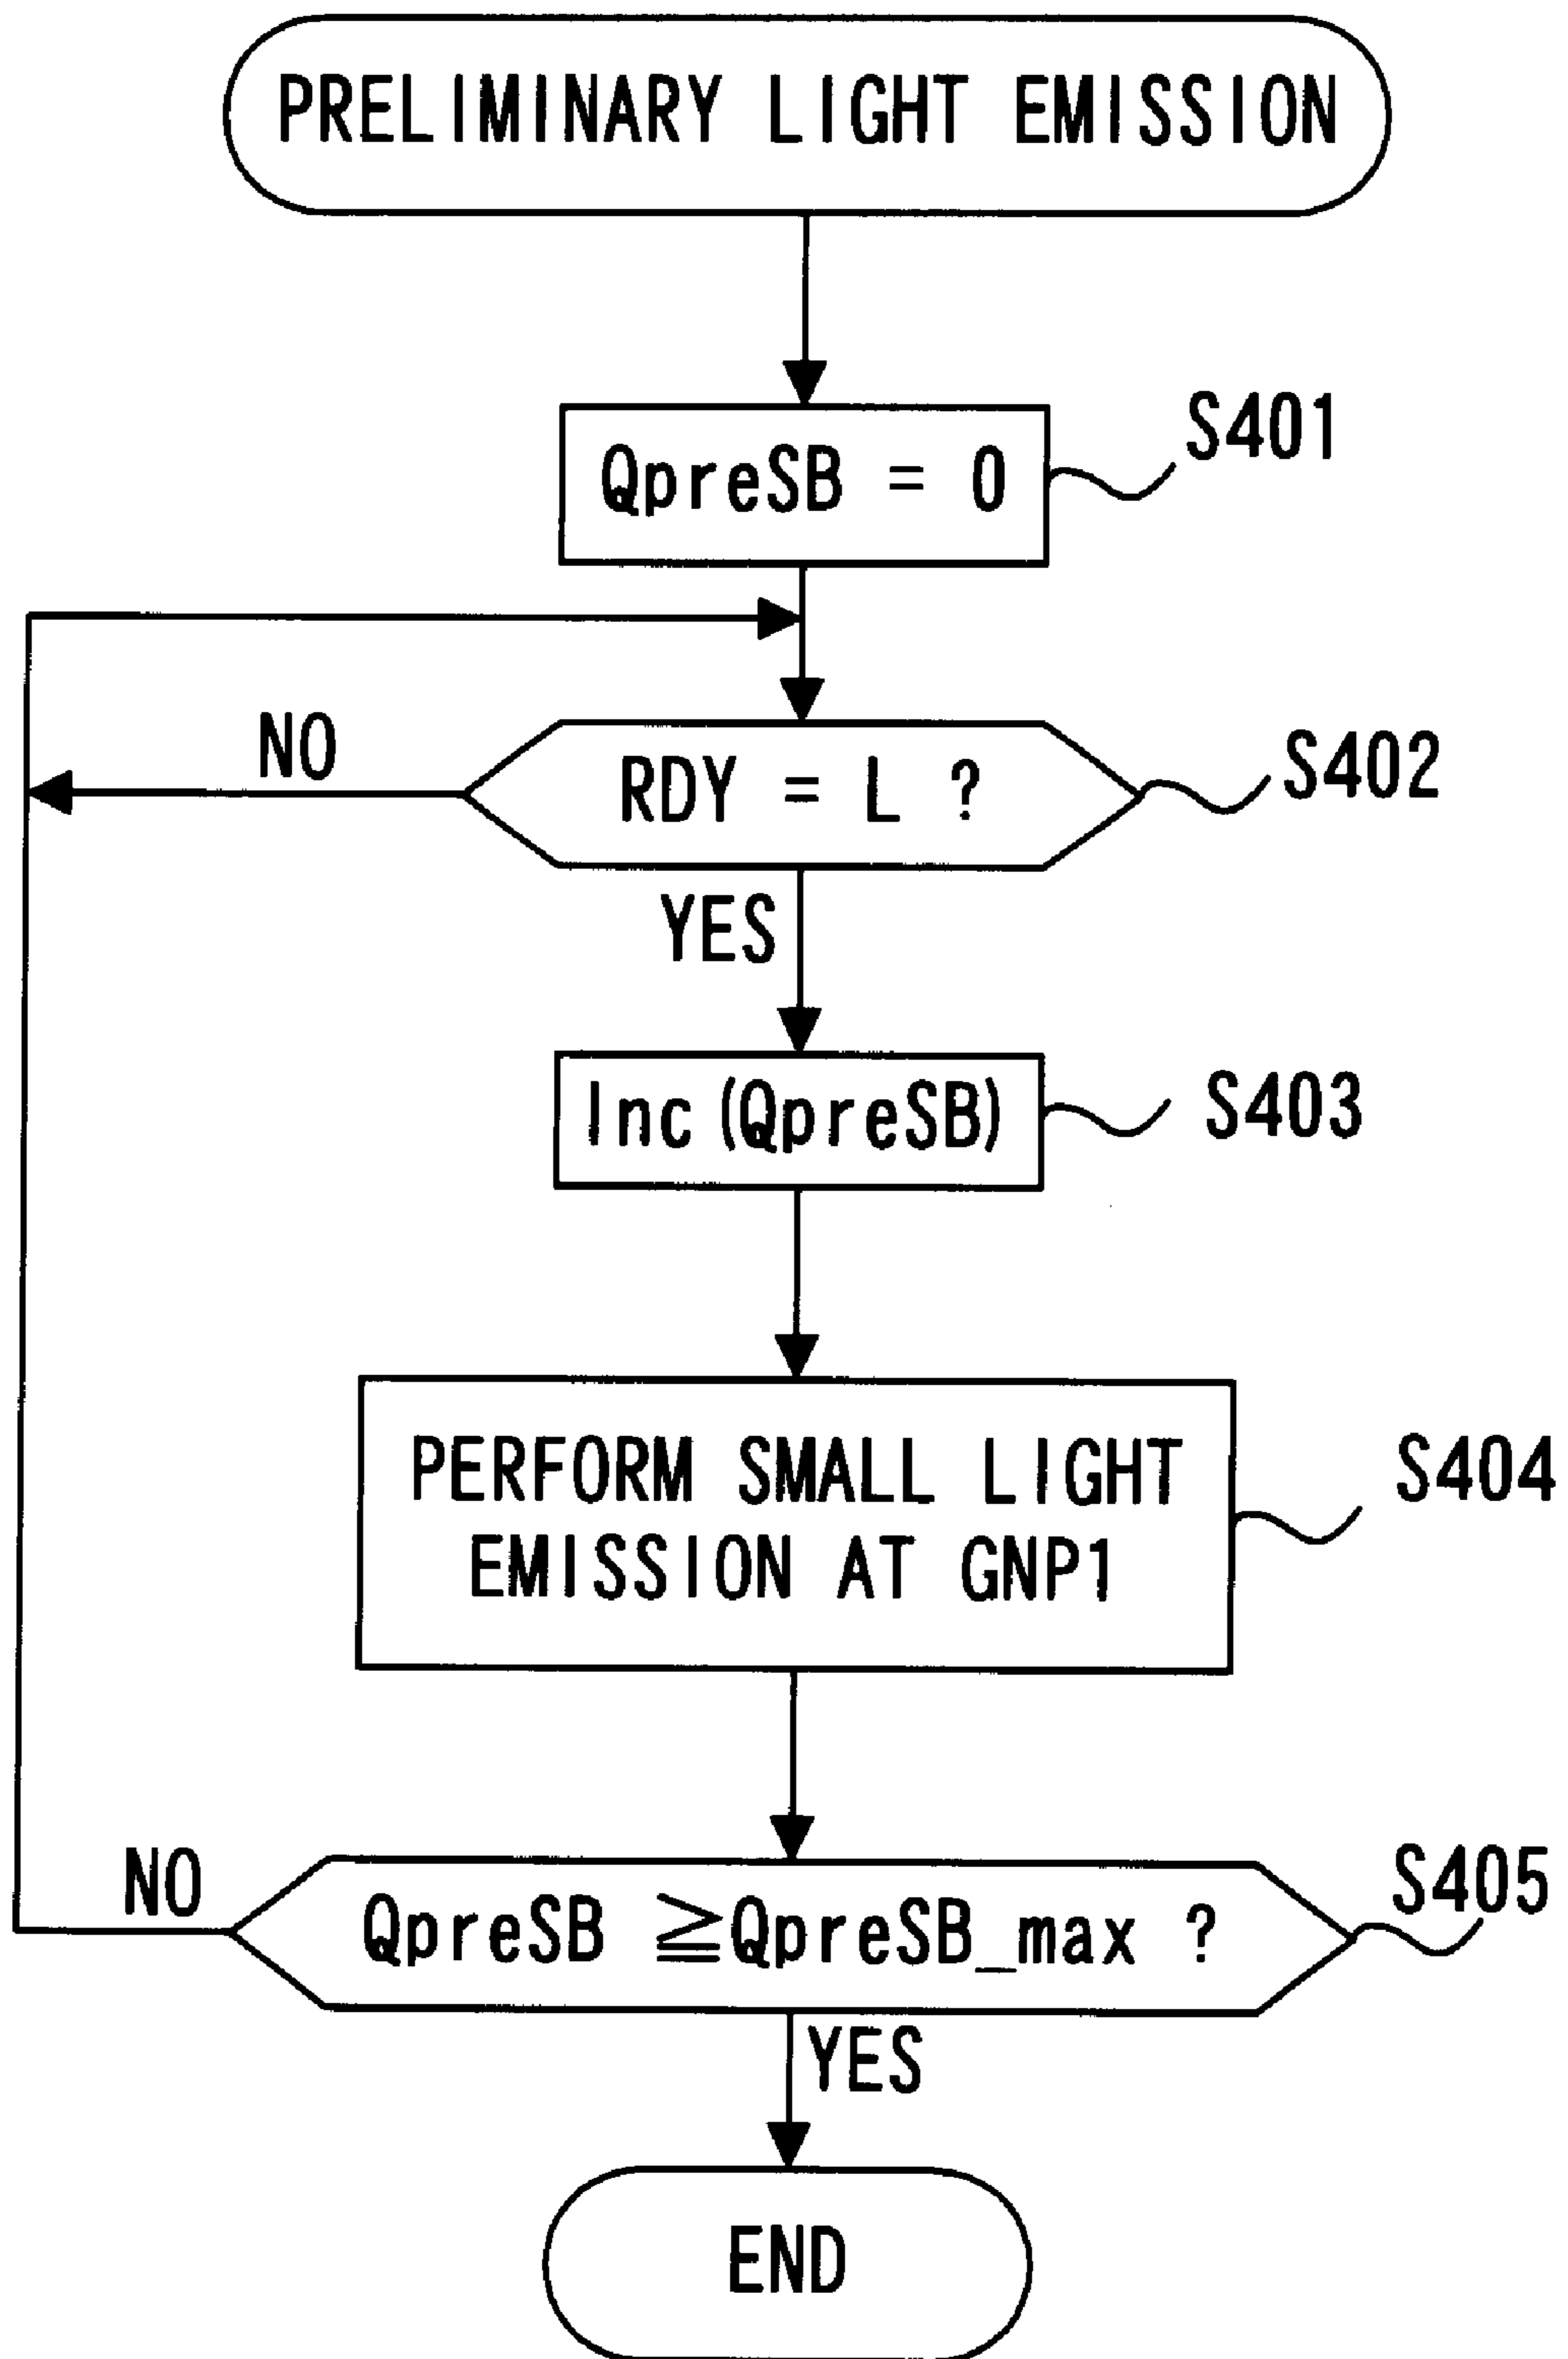 PRELIMINARY LIGHT EMISSION
QpreSB = 0
S401
NO
RDY = L ?
S402
YES
Inc (QpreSB)
S403
PERFORM SMALL LIGHT
EMISSION AT GNP1
S404
NO
QpreSB ≧QpreSB_max ?
S405
YES
END